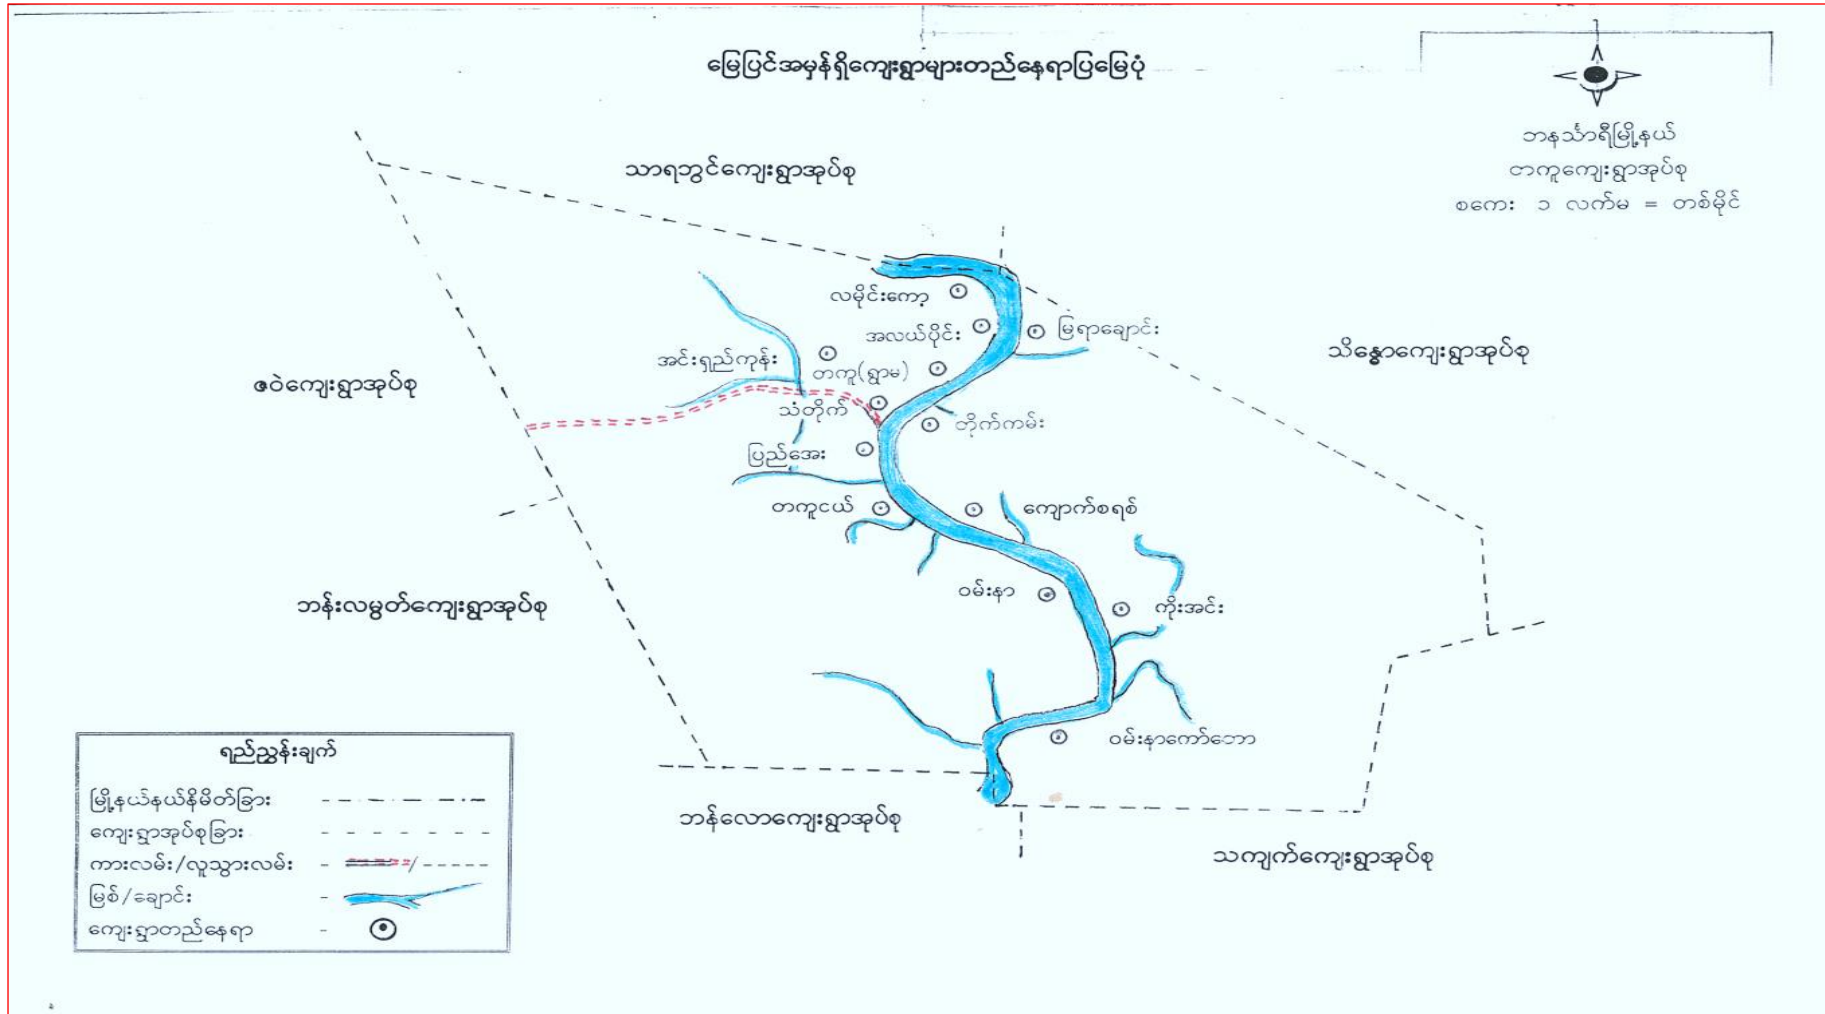 မြေပြင်အမှန်ရှိကျေးရွာများတည်နေရာပြမြေပုံ
ဘနင်္သာရီမြို့နယ်
တကူကျေးရွာအုပ်စု
စကေး ၁ လက်မ = တစ်မိုင်
သာရဘွင်ကျေးရွာအုပ်စု
လမိုင်းကော့
အလယ်ပိုင်း
မြရာချောင်း
သိန္ဓောကျေးရွာအုပ်စု
အင်းရှည်ကုန်း
တကူ(ရွာမ)
ဇဝဲကျေးရွာအုပ်စု
သံတိုက်
တိုက်ကမ်း
ပြည်အေး
တကူငယ်
ကျောက်စရစ်
ဝမ်းနာ
ကိုးအင်း
ဘန်းလမွတ်ကျေးရွာအုပ်စု
ဝမ်းနာကော်ဘော
ဘန်လောကျေးရွာအုပ်စု
သကျက်ကျေးရွာအုပ်စု
ရည်ညွှန်းချက်
မြို့နယ်နယ်နိမိတ်ခြား
ကျေးရွာအုပ်စုခြား
ကားလမ်း/လူသွားလမ်း
မြစ်/ချောင်း
ကျေးရွာတည်နေရာ